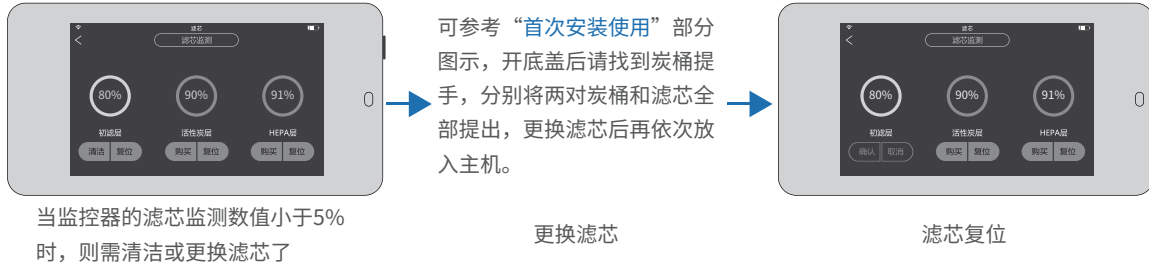 滤芯
滤芯监测
80%
90%
91%
初滤层
活性炭层
HEPA层
清洁 复位
购买 复位
购买 复位
当监控器的滤芯监测数值小于5%
时，则需清洁或更换滤芯了
可参考“首次安装使用”部分
图示，开底盖后请找到炭桶提
手，分别将两对炭桶和滤芯全
部提出，更换滤芯后再依次放
入主机。
更换滤芯
滤芯
滤芯监测
80%
90%
91%
初滤层
活性炭层
HEPA层
确认 取消
购买 复位
购买 复位
滤芯复位